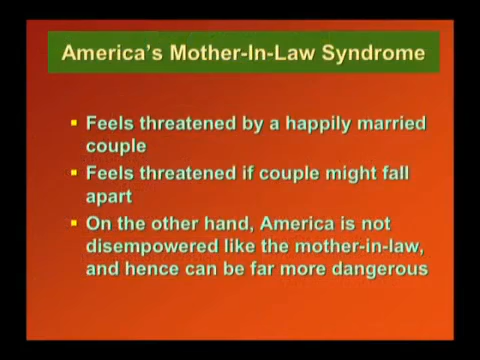 America's Mother-In-Law Syndrome
Feels threatened by a happily married
couple
Feels threatened if couple might fall
apart
On the other hand, America is not
disempowered like the mother-in-law,
and hence can be far more dangerous